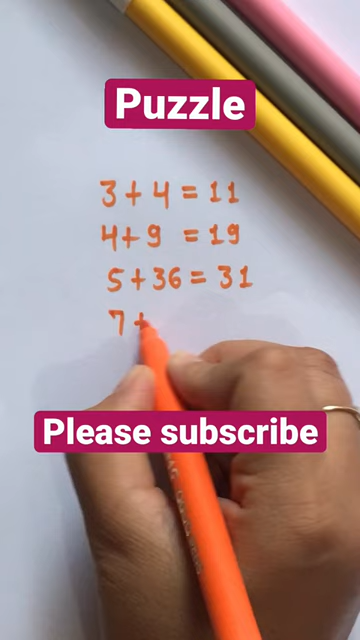 Puzzle
3 + 4 = 11
4 + 9 = 19
5 + 36 = 31
7 +
Please subscribe